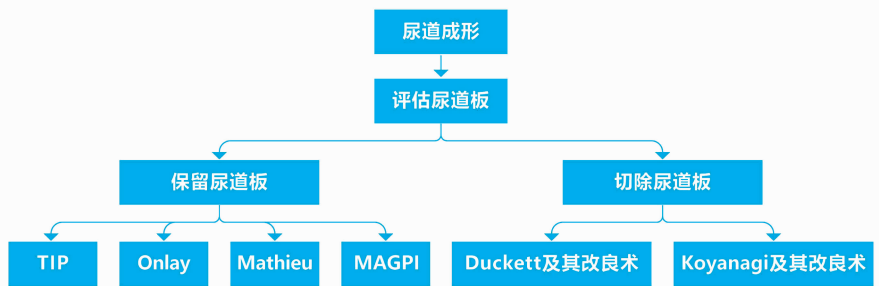 尿道成形
评估尿道板
保留尿道板
切除尿道板
TIP
Onlay
Mathieu
MAGPI
Duckett及其改良术
Koyanagi及其改良术